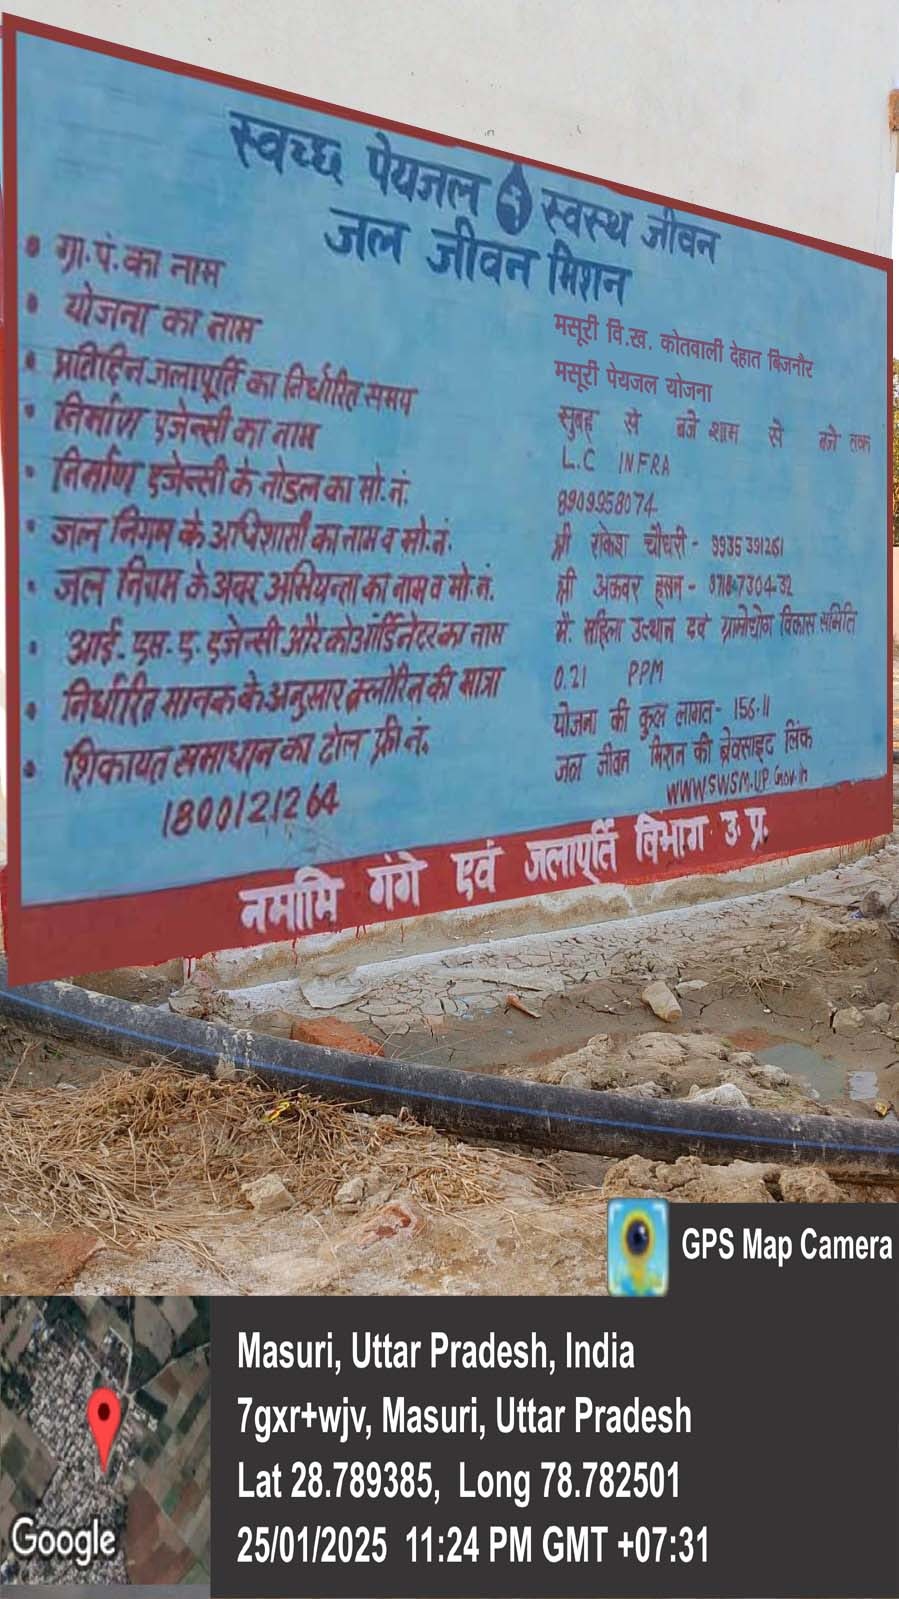 स्वच्छ पेयजल स्वस्थ जीवन
जल जीवन मिशन
• ग्रा.पं.का नाम
मसूरी वि.ख. कोतवाली देहात बिजनौर
• योजना का नाम
मसूरी पेयजल योजना
• प्रतिदिन जलापूर्ति का निर्धारित समय
सुबह से बजे शाम से बजे तक
• निर्माण एजेन्सी का नाम
L.C INFRA
• निर्माण एजेन्सी के नोडल का मो.नं.
8909958074
• जल निगम के अधिशासी का नाम व मो.नं.
श्री राकेश चौधरी - 9935391261
• जल निगम के अवर अभियन्ता का नाम व मो.नं.
श्री अकबर हसन -
• आई. एस. ए. एजेन्सी और कोऑर्डिनेटर का नाम
मै. महिला उत्थान एवं ग्रामोद्योग विकास समिति
• निर्धारित मानक के अनुसार क्लोरिन की मात्रा
0.21 PPM
• शिकायत समाधान का टोल फ्री नं.
1800121264
योजना की कुल लागत - 156.11
जल जीवन मिशन की बेवसाइट लिंक
WWW.SWSM.UP.Gov.in
नमामि गंगे एवं जलापूर्ति विभाग उ. प्र.
GPS Map Camera
Masuri, Uttar Pradesh, India
7gxr+wjv, Masuri, Uttar Pradesh
Lat 28.789385, Long 78.782501
25/01/2025 11:24 PM GMT +07:31
Google